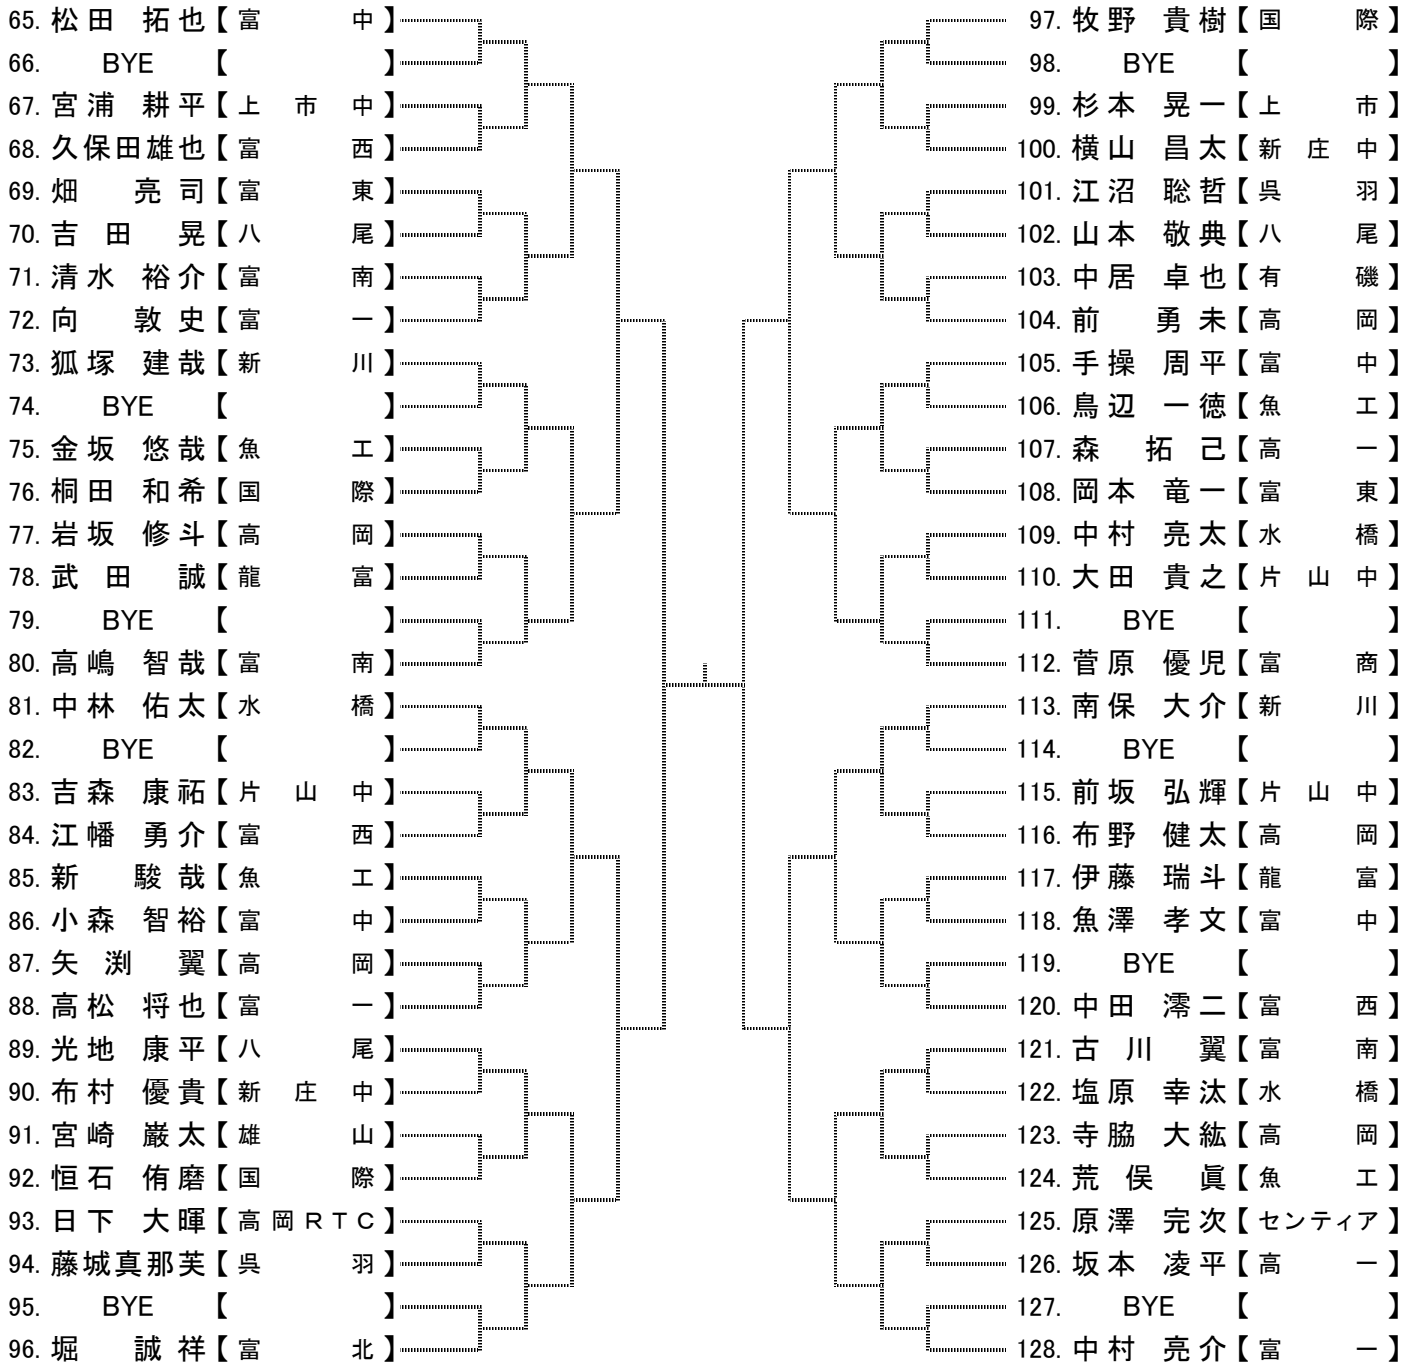 65. 松田 拓也【富 中】
66. BYE 【 】
67. 宮浦 耕平【上市中】
68. 久保田雄也【富 西】
69. 畑 亮司【富 東】
70. 吉田 晃【八 尾】
71. 清水 裕介【富 南】
72. 向 敦史【富 一】
73. 狐塚 建哉【新 川】
74. BYE 【 】
75. 金坂 悠哉【魚 工】
76. 桐田 和希【国 際】
77. 岩坂 修斗【高 岡】
78. 武田 誠【龍 富】
79. BYE 【 】
80. 高嶋 智哉【富 南】
81. 中林 佑太【水 橋】
82. BYE 【 】
83. 吉森 康祐【片山中】
84. 江幡 勇介【富 西】
85. 新 駿哉【魚 工】
86. 小森 智裕【富 中】
87. 矢渕 翼【高 岡】
88. 高松 将也【富 一】
89. 光地 康平【八 尾】
90. 布村 優貴【新庄中】
91. 宮崎 巌太【雄 山】
92. 恒石 侑磨【国 際】
93. 日下 大暉【高岡ＲＴＣ】
94. 藤城真那芙【呉 羽】
95. BYE 【 】
96. 堀 誠祥【富 北】
97. 牧野 貴樹【国 際】
98. BYE 【 】
99. 杉本 晃一【上 市】
100. 横山 昌太【新庄中】
101. 江沼 聡哲【呉 羽】
102. 山本 敬典【八 尾】
103. 中居 卓也【有 磯】
104. 前 勇未【高 岡】
105. 手操 周平【富 中】
106. 鳥辺 一徳【魚 工】
107. 森 拓己【高 一】
108. 岡本 竜一【富 東】
109. 中村 亮太【水 橋】
110. 大田 貴之【片山中】
111. BYE 【 】
112. 菅原 優児【富 商】
113. 南保 大介【新 川】
114. BYE 【 】
115. 前坂 弘輝【片山中】
116. 布野 健太【高 岡】
117. 伊藤 瑞斗【龍 富】
118. 魚澤 孝文【富 中】
119. BYE 【 】
120. 中田 澪二【富 西】
121. 古川 翼【富 南】
122. 塩原 幸汰【水 橋】
123. 寺脇 大紘【高 岡】
124. 荒俣 眞【魚 工】
125. 原澤 完次【センティア】
126. 坂本 凌平【高 一】
127. BYE 【 】
128. 中村 亮介【富 一】